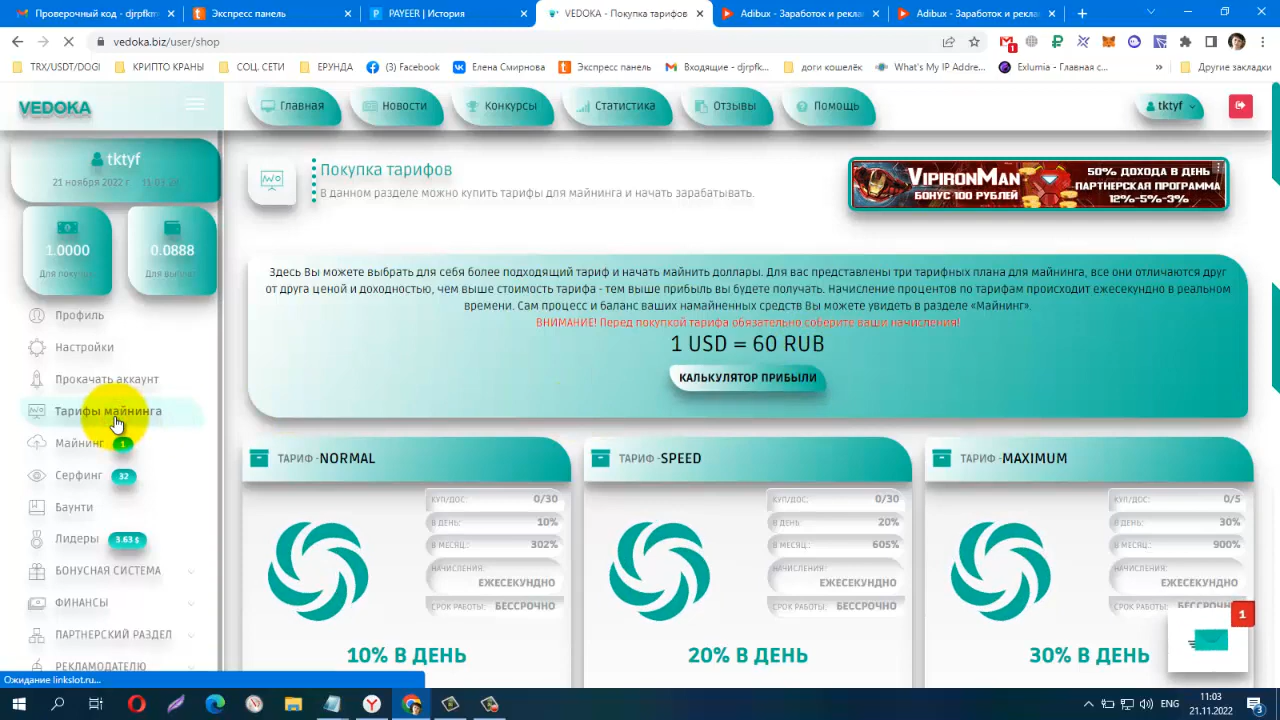 Проверочный код - djrpfkm
Экспресс панель
PAYEER | История
VEDOKA - Покупка тарифов
Adibux - Заработок и рекла
Adibux - Заработок и рекла
vedoka.biz/user/shop
TRX/USDT/DOGI
КРИПТО КРАНЫ
СОЦ. СЕТИ
ЕРУНДА
(3) Facebook
Елена Смирнова
Экспресс панель
Входящие - djrpfk...
доги кошелёк
What's My IP Addre...
Exlumia - Главная с...
»
Другие закладки
VEDOKA
Главная
Новости
Конкурсы
Статистика
Отзывы
Помощь
tktyf
tktyf
21 ноября 2022 г
1.0000
Для покупок
0.0888
Для выплат
Профиль
Настройки
Прокачать аккаунт
Тарифы майнинга
Майнинг 1
Серфинг 32
Баунти
Лидеры 3.63 $
БОНУСНАЯ СИСТЕМА
ФИНАНСЫ
ПАРТНЕРСКИЙ РАЗДЕЛ
РЕКЛАМОДАТЕЛЮ
Покупка тарифов
В данном разделе можно купить тарифы для майнинга и начать зарабатывать.
VIPIRONMAN
БОНУС 100 РУБЛЕЙ
50% ДОХОДА В ДЕНЬ
ПАРТНЕРСКАЯ ПРОГРАММА
12%-5%-3%
Здесь Вы можете выбрать для себя более подходящий тариф и начать майнить доллары. Для вас представлены три тарифных плана для майнинга, все они отличаются друг
от друга ценой и доходностью, чем выше стоимость тарифа - тем выше прибыль вы будете получать. Начисление процентов по тарифам происходит ежесекундно в реальном
времени. Сам процесс и баланс ваших намайненных средств Вы можете увидеть в разделе «Майнинг».
ВНИМАНИЕ! Перед покупкой тарифа обязательно соберите ваши начисления!
1 USD = 60 RUB
КАЛЬКУЛЯТОР ПРИБЫЛИ
ТАРИФ -NORMAL
КУП/ДОС: 0/30
В ДЕНЬ: 10%
В МЕСЯЦ: 302%
НАЧИСЛЕНИЯ:
ЕЖЕСЕКУНДНО
СРОК РАБОТЫ: БЕССРОЧНО
10% В ДЕНЬ
ТАРИФ -SPEED
КУП/ДОС: 0/30
В ДЕНЬ: 20%
В МЕСЯЦ: 605%
НАЧИСЛЕНИЯ:
ЕЖЕСЕКУНДНО
СРОК РАБОТЫ: БЕССРОЧНО
20% В ДЕНЬ
ТАРИФ -MAXIMUM
КУП/ДОС: 0/5
В ДЕНЬ: 30%
В МЕСЯЦ: 900%
НАЧИСЛЕНИЯ:
ЕЖЕСЕКУНДНО
СРОК РАБОТЫ: БЕССРОЧНО
30% В ДЕНЬ
1
Ожидание linkslot.ru...
ENG
11:03
21.11.2022
3